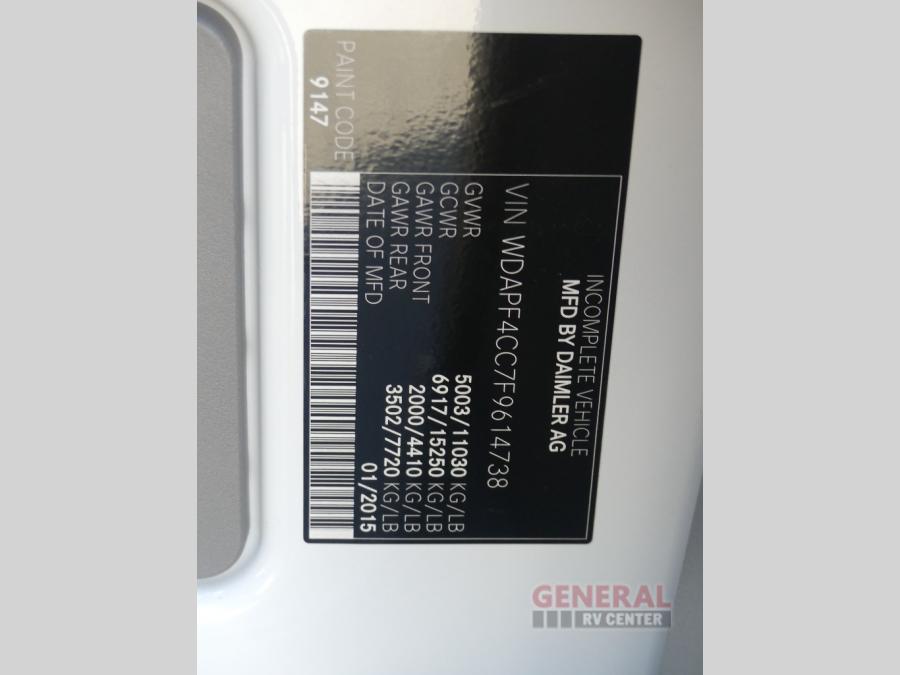 INCOMPLETE VEHICLE
MFD BY DAIMLER AG
VIN WDAPF4CC7F9614738
GVWR 5003/11030 KG/LB
GCWR 6917/15250 KG/LB
GAWR FRONT 2000/4410 KG/LB
GAWR REAR 3502/7720 KG/LB
DATE OF MFD 01/2015
PAINT CODE
9147
GENERAL
RV CENTER